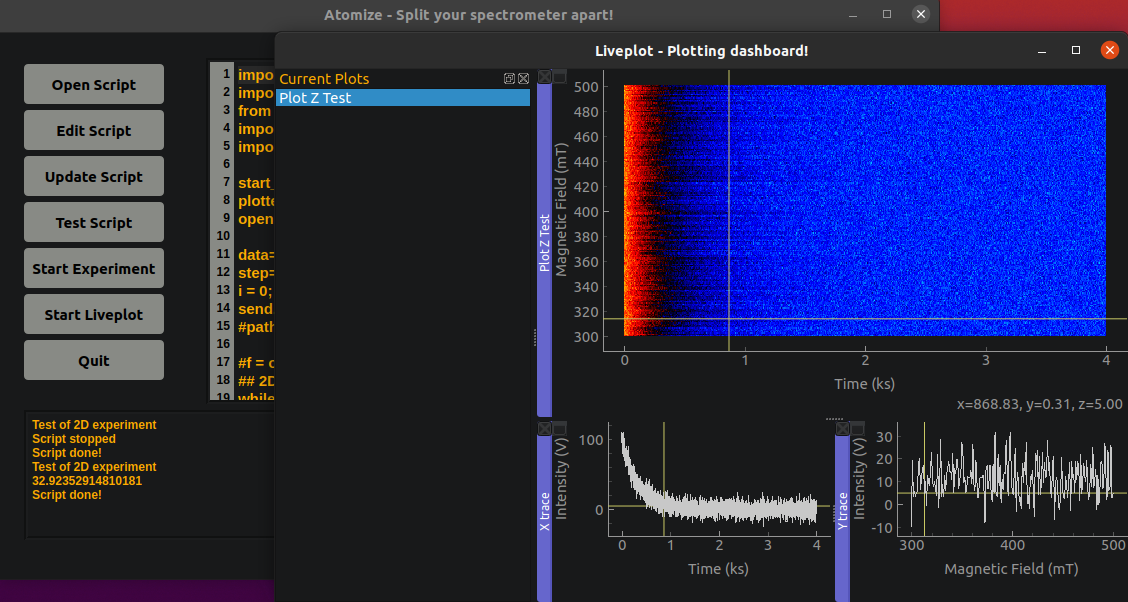 Atomize - Split your spectrometer apart!
Liveplot - Plotting dashboard!
Open Script
Edit Script
Update Script
Test Script
Start Experiment
Start Liveplot
Quit
1 impo
2 impo
3 from
4 impo
5 impo
6
7 start_
8 plotte
9 open
10
11 data=
12 step=
13 i = 0;
14 send
15 #path
16
17 #f = o
18 ## 2D
19 while
Test of 2D experiment
Script stopped
Script done!
Test of 2D experiment
32.92352914810181
Script done!
Current Plots
Plot Z Test
Plot Z Test
Magnetic Field (mT)
500
480
460
440
420
400
380
360
340
320
300
0 1 2 3 4
Time (ks)
x=868.83, y=0.31, z=5.00
X trace
Intensity (V)
100
0
0 1 2 3 4
Time (ks)
Y trace
Intensity (V)
30
20
10
0
-10
300 400 500
Magnetic Field (mT)